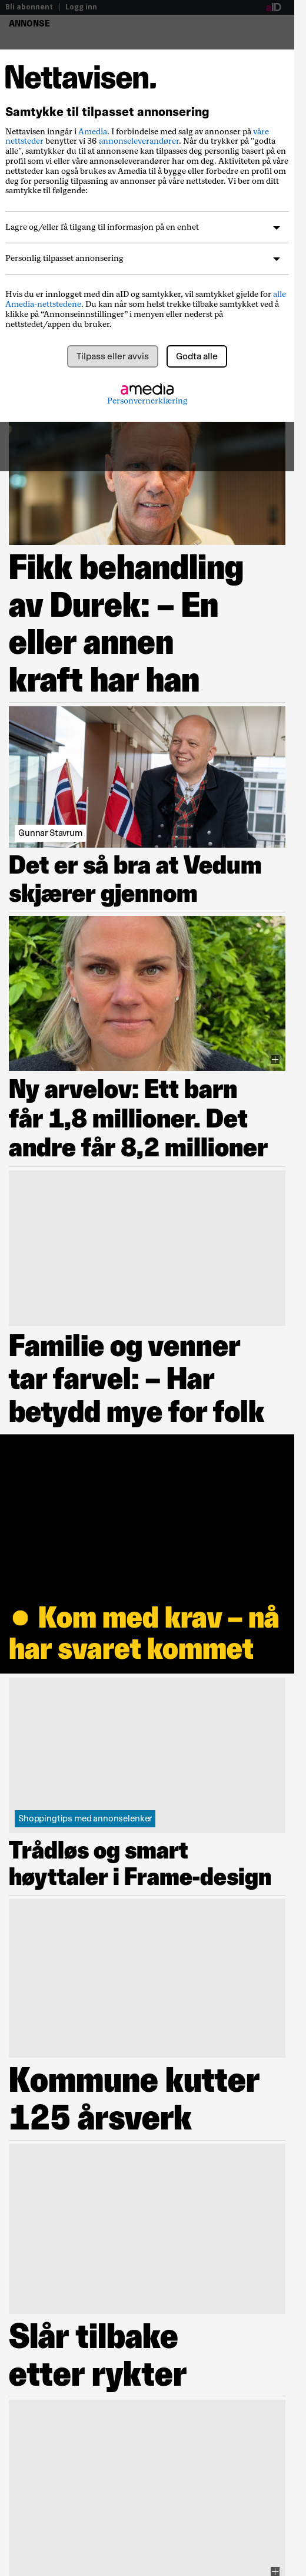 Bli abonnent | Logg inn
aID
ANNONSE
Nettavisen.
Samtykke til tilpasset annonsering
Nettavisen inngår i Amedia. I forbindelse med salg av annonser på våre
nettsteder benytter vi 36 annonseleverandører. Når du trykker på "godta
alle", samtykker du til at annonsene kan tilpasses deg personlig basert på en
profil som vi eller våre annonseleverandører har om deg. Aktiviteten på våre
nettsteder kan også brukes av Amedia til å bygge eller forbedre en profil om
deg for personlig tilpasning av annonser på våre nettsteder. Vi ber om ditt
samtykke til følgende:
Lagre og/eller få tilgang til informasjon på en enhet
Personlig tilpasset annonsering
Hvis du er innlogget med din aID og samtykker, vil samtykket gjelde for alle
Amedia-nettstedene. Du kan når som helst trekke tilbake samtykket ved å
klikke på “Annonseinnstillinger” i menyen eller nederst på
nettstedet/appen du bruker.
Tilpass eller avvis
Godta alle
amedia
Personvernerklæring
Fikk behandling
av Durek: – En
eller annen
kraft har han
Gunnar Stavrum
Det er så bra at Vedum
skjærer gjennom
Ny arvelov: Ett barn
får 1,8 millioner. Det
andre får 8,2 millioner
Familie og venner
tar farvel: – Har
betydd mye for folk
● Kom med krav – nå
har svaret kommet
Shoppingtips med annonselenker
Trådløs og smart
høyttaler i Frame-design
Kommune kutter
125 årsverk
Slår tilbake
etter rykter